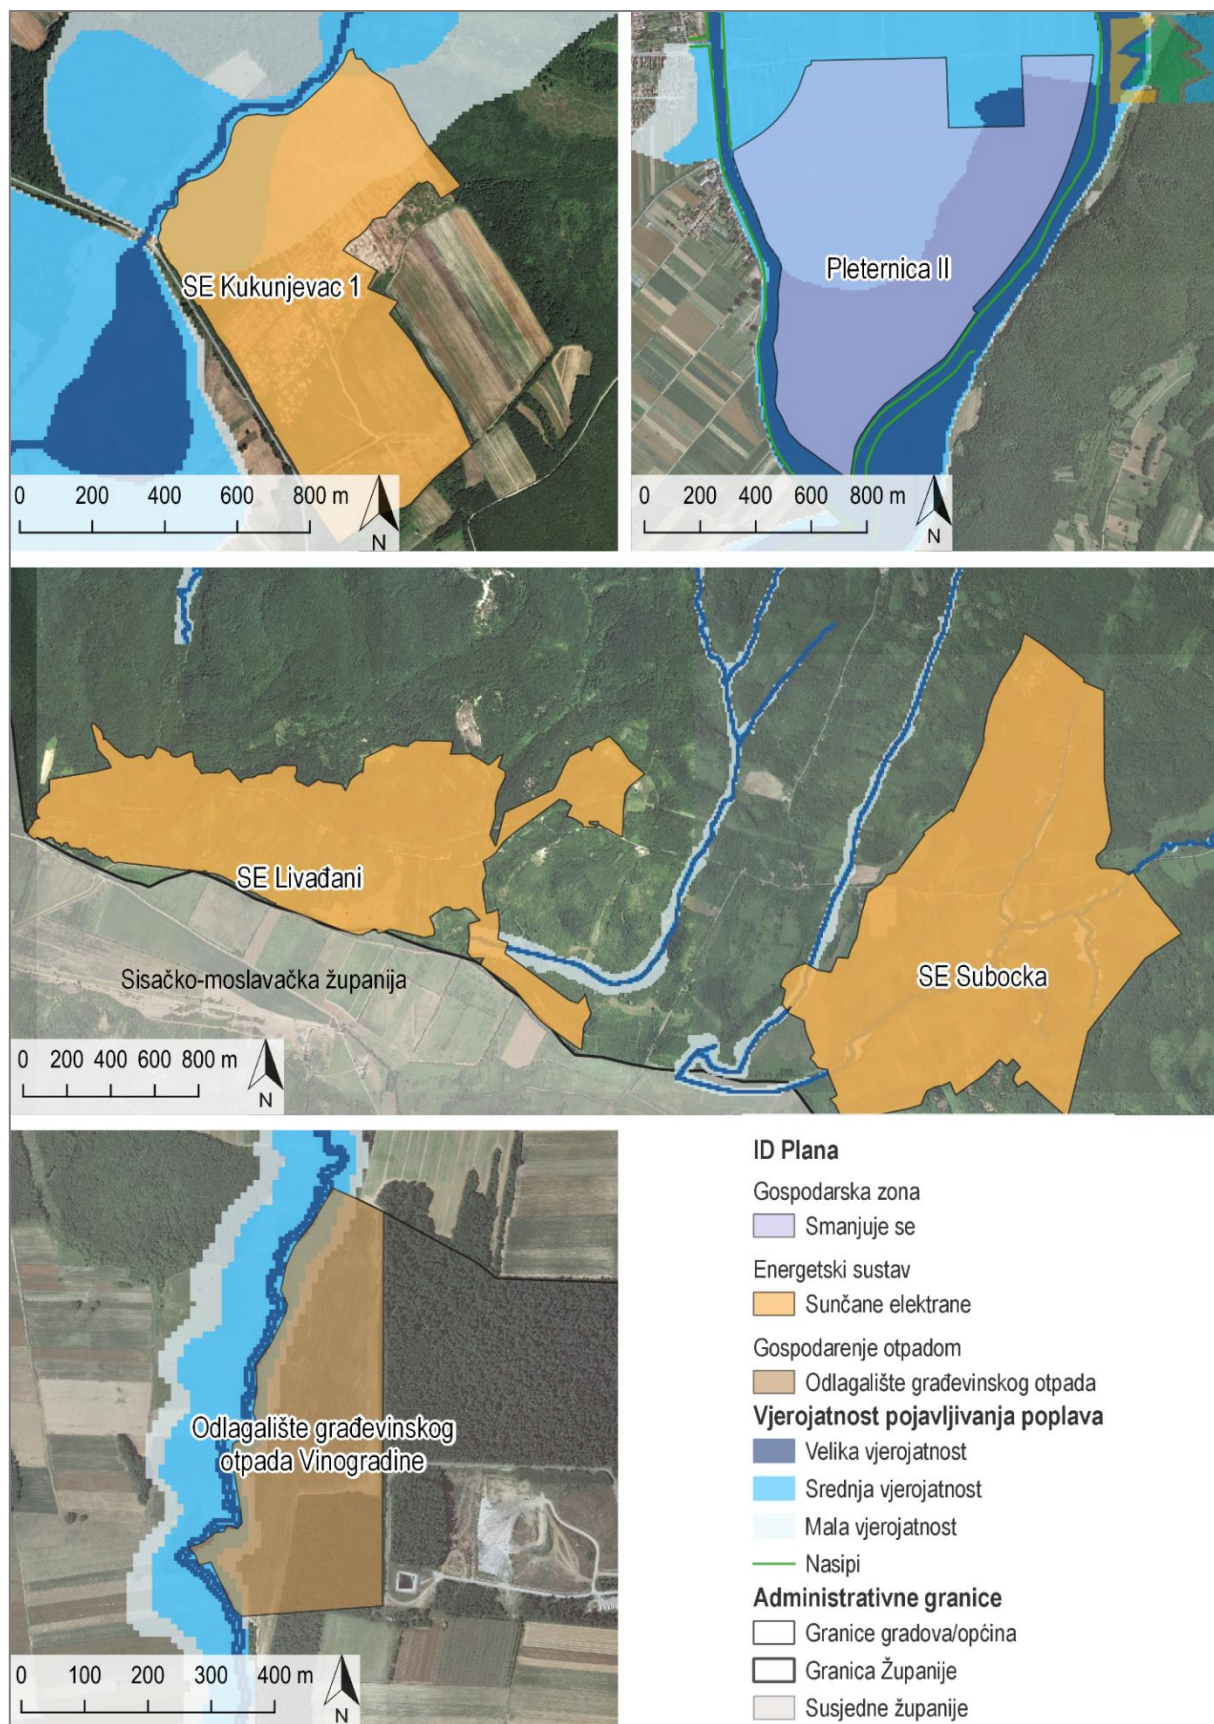 SE Kukunjevac 1
0 200 400 600 800 m
N
Pleternica II
0 200 400 600 800 m
N
SE Livađani
SE Subocka
Sisačko-moslavačka županija
0 200 400 600 800 m
N
Odlagalište građevinskog
otpada Vinogradine
0 100 200 300 400 m
N
ID Plana
Gospodarska zona
Smanjuje se
Energetski sustav
Sunčane elektrane
Gospodarenje otpadom
Odlagalište građevinskog otpada
Vjerojatnost pojavljivanja poplava
Velika vjerojatnost
Srednja vjerojatnost
Mala vjerojatnost
Nasipi
Administrativne granice
Granice gradova/općina
Granica Županije
Susjedne županije